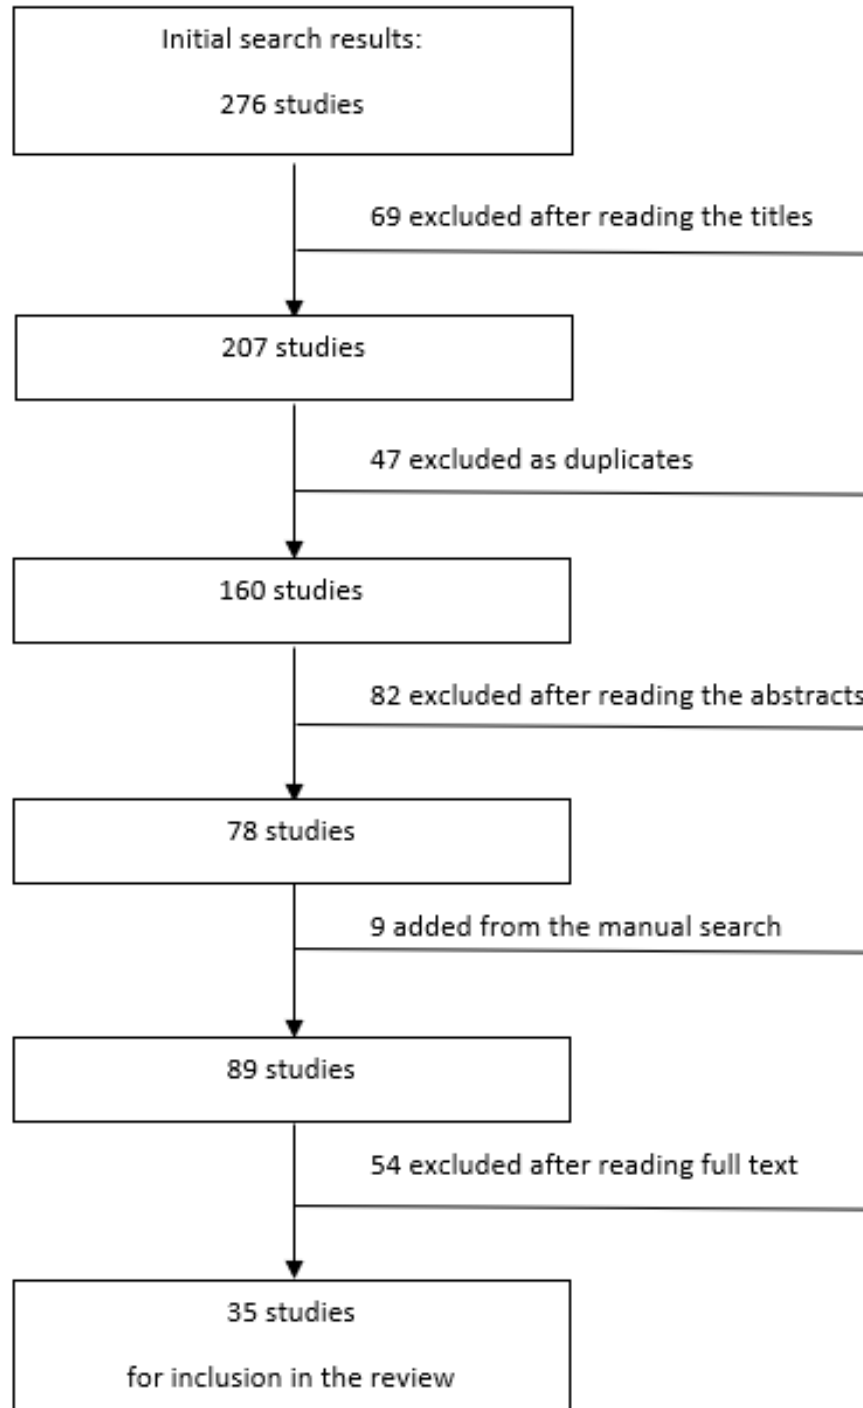 Initial search results:
276 studies
69 excluded after reading the titles
207 studies
47 excluded as duplicates
160 studies
82 excluded after reading the abstracts
78 studies
9 added from the manual search
89 studies
54 excluded after reading full text
35 studies
for inclusion in the review